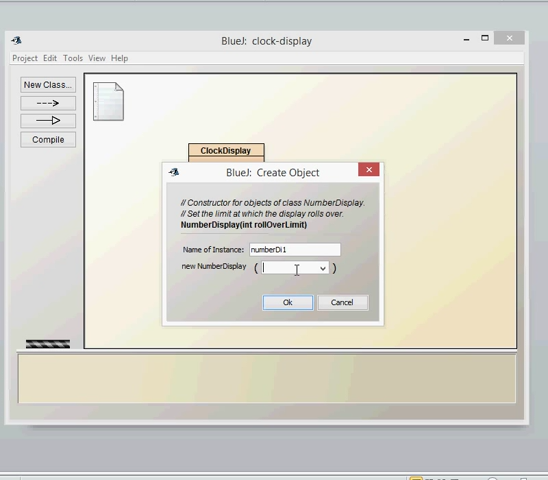 BlueJ: clock-display
Project Edit Tools View Help
New Class...
Compile
ClockDisplay
BlueJ: Create Object
// Constructor for objects of class NumberDisplay.
// Set the limit at which the display rolls over.
NumberDisplay(int rollOverLimit)
Name of Instance: numberDi1
new NumberDisplay ( )
Ok Cancel